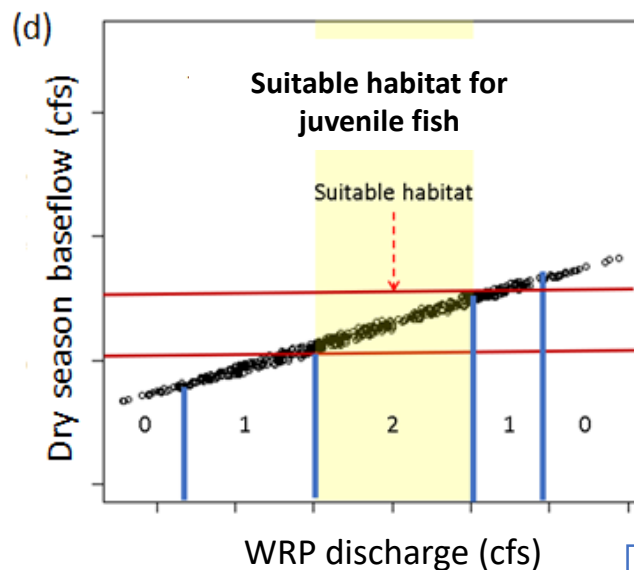 (d)
Dry season baseflow (cfs)
Suitable habitat for
juvenile fish
Suitable habitat
0
1
2
1
0
WRP discharge (cfs)